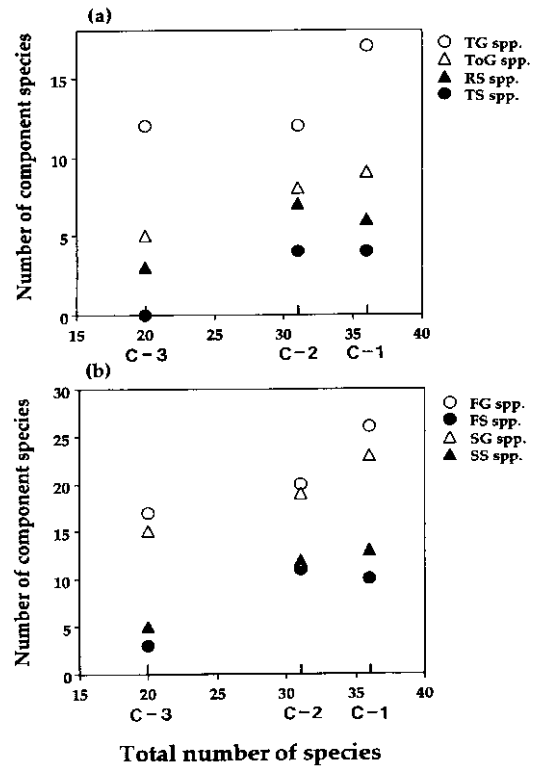 (a)
TG spp.
ToG spp.
RS spp.
TS spp.
Number of component species
15
10
5
0
15 20 25 30 35 40
C-3 C-2 C-1
(b)
FG spp.
FS spp.
SG spp.
SS spp.
Number of component species
30
25
20
15
10
5
0
15 20 25 30 35 40
C-3 C-2 C-1
Total number of species